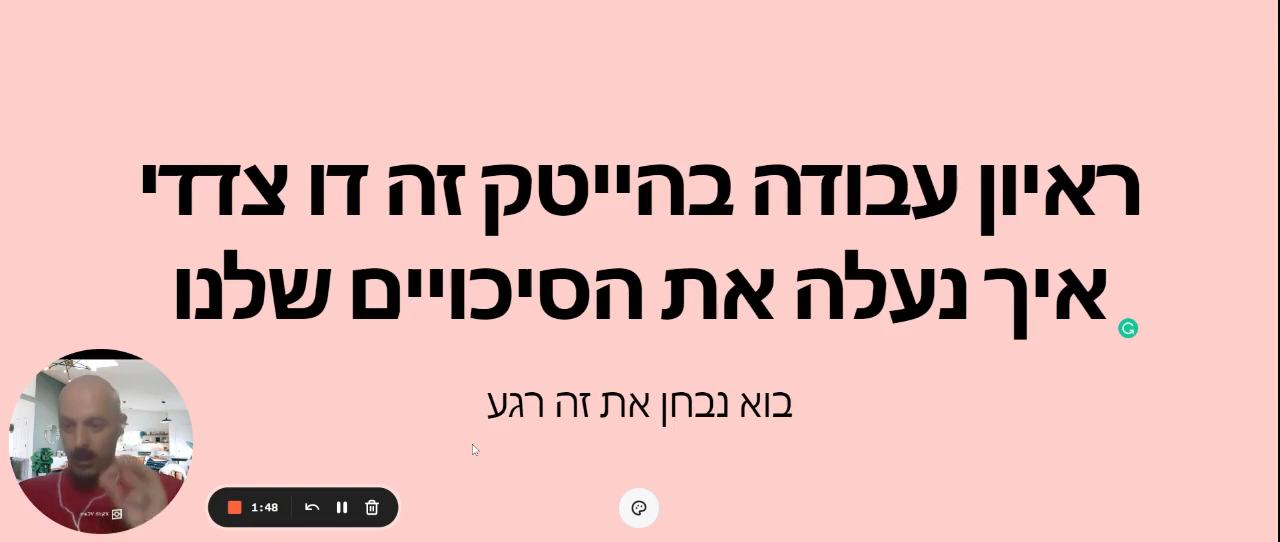 ראיון עבודה בהייטק זה דו צדדי
איך נעלה את הסיכויים שלנו
בוא נבחן את זה רגע
1:48